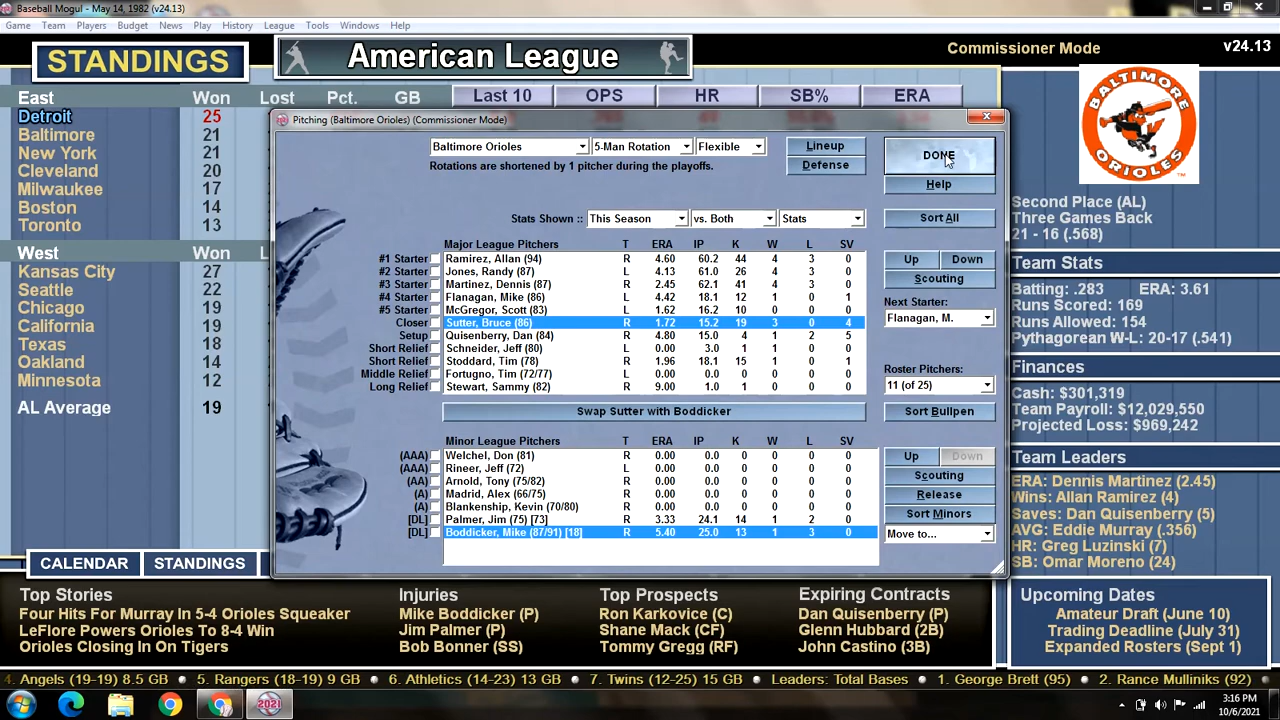 Baseball Mogul - May 14, 1982 (v24.13)
Game Team Players Budget News Play History League Tools Windows Help
STANDINGS
American League
Commissioner Mode
v24.13
East Won Lost Pct. GB Last 10 OPS HR SB% ERA
Detroit 25
Baltimore 21
New York 21
Cleveland 20
Milwaukee 17
Boston 14
Toronto 13
West
Kansas City 27
Seattle 22
Chicago 19
California 19
Texas 18
Oakland 14
Minnesota 12
AL Average 19
Pitching (Baltimore Orioles) (Commissioner Mode)
Baltimore Orioles 5-Man Rotation Flexible
Rotations are shortened by 1 pitcher during the playoffs.
Lineup
Defense
DONE
Help
Stats Shown :: This Season vs. Both Stats
Sort All
Major League Pitchers T ERA IP K W L SV
#1 Starter Ramirez, Allan (94) R 4.60 60.2 44 4 3 0
#2 Starter Jones, Randy (87) L 4.13 61.0 26 4 3 0
#3 Starter Martinez, Dennis (87) R 2.45 62.1 41 4 3 0
#4 Starter Flanagan, Mike (86) L 4.42 18.1 12 1 0 1
#5 Starter McGregor, Scott (83) L 1.62 16.2 10 0 0 0
Closer Sutter, Bruce (86) R 1.72 15.2 19 3 0 4
Setup Quisenberry, Dan (84) R 4.80 15.0 4 1 2 5
Short Relief Schneider, Jeff (80) L 0.00 3.0 1 1 0 0
Short Relief Stoddard, Tim (78) R 1.96 18.1 15 1 0 1
Middle Relief Fortugno, Tim (72/77) L 0.00 0.0 0 0 0 0
Long Relief Stewart, Sammy (82) R 9.00 1.0 1 0 0 0
Up Down
Scouting
Next Starter:
Flanagan, M.
Roster Pitchers:
11 (of 25)
Swap Sutter with Boddicker
Sort Bullpen
Minor League Pitchers T ERA IP K W L SV
(AAA) Welchel, Don (81) R 0.00 0.0 0 0 0 0
(AAA) Rineer, Jeff (72) L 0.00 0.0 0 0 0 0
(AA) Arnold, Tony (75/82) R 0.00 0.0 0 0 0 0
(A) Madrid, Alex (66/75) R 0.00 0.0 0 0 0 0
(A) Blankenship, Kevin (70/80) R 0.00 0.0 0 0 0 0
[DL] Palmer, Jim (75) [73] R 3.33 24.1 14 1 2 0
[DL] Boddicker, Mike (87/91) [18] R 5.40 25.0 13 1 3 0
Up Down
Scouting
Release
Sort Minors
Move to...
BALTIMORE
ORIOLES
Second Place (AL)
Three Games Back
21 - 16 (.568)
Team Stats
Batting: .283 ERA: 3.61
Runs Scored: 169
Runs Allowed: 154
Pythagorean W-L: 20-17 (.541)
Finances
Cash: $301,319
Team Payroll: $12,029,550
Projected Loss: $969,242
Team Leaders
ERA: Dennis Martinez (2.45)
Wins: Allan Ramirez (4)
Saves: Dan Quisenberry (5)
AVG: Eddie Murray (.356)
HR: Greg Luzinski (7)
SB: Omar Moreno (24)
CALENDAR STANDINGS
Top Stories
Four Hits For Murray In 5-4 Orioles Squeaker
LeFlore Powers Orioles To 8-4 Win
Orioles Closing In On Tigers
Injuries
Mike Boddicker (P)
Jim Palmer (P)
Bob Bonner (SS)
Top Prospects
Ron Karkovice (C)
Shane Mack (CF)
Tommy Gregg (RF)
Expiring Contracts
Dan Quisenberry (P)
Glenn Hubbard (2B)
John Castino (3B)
Upcoming Dates
Amateur Draft (June 10)
Trading Deadline (July 31)
Expanded Rosters (Sept 1)
4. Angels (19-19) 8.5 GB 5. Rangers (18-19) 9 GB 6. Athletics (14-23) 13 GB 7. Twins (12-25) 15 GB Leaders: Total Bases 1. George Brett (95) 2. Rance Mulliniks (92)
2021
3:16 PM
10/6/2021